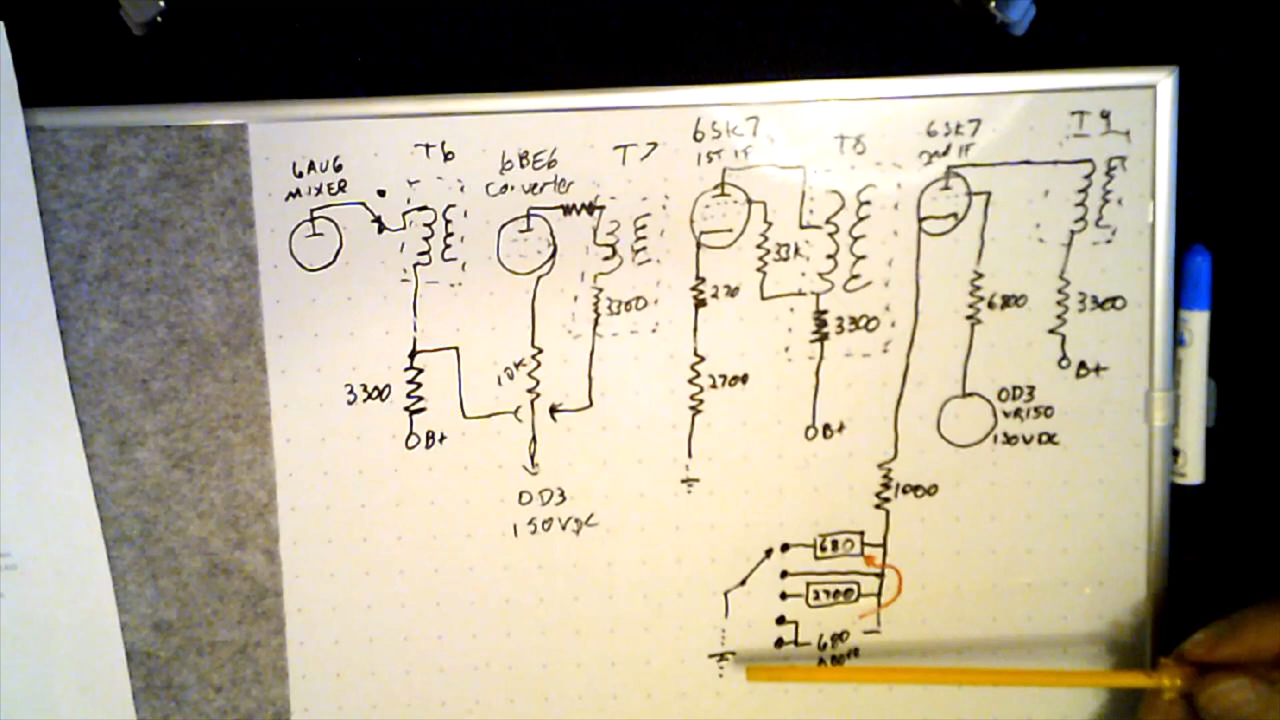 6AU6
MIXER
T6
6BE6
Converter
T7
6SK7
1ST IF
T8
6SK7
2nd IF
T9
3300
B+
10K
3300
OD3
150VDC
270
2700
33K
3300
B+
6800
OD3
VR150
150VDC
3300
B+
1000
680
2700
680
ABOVE